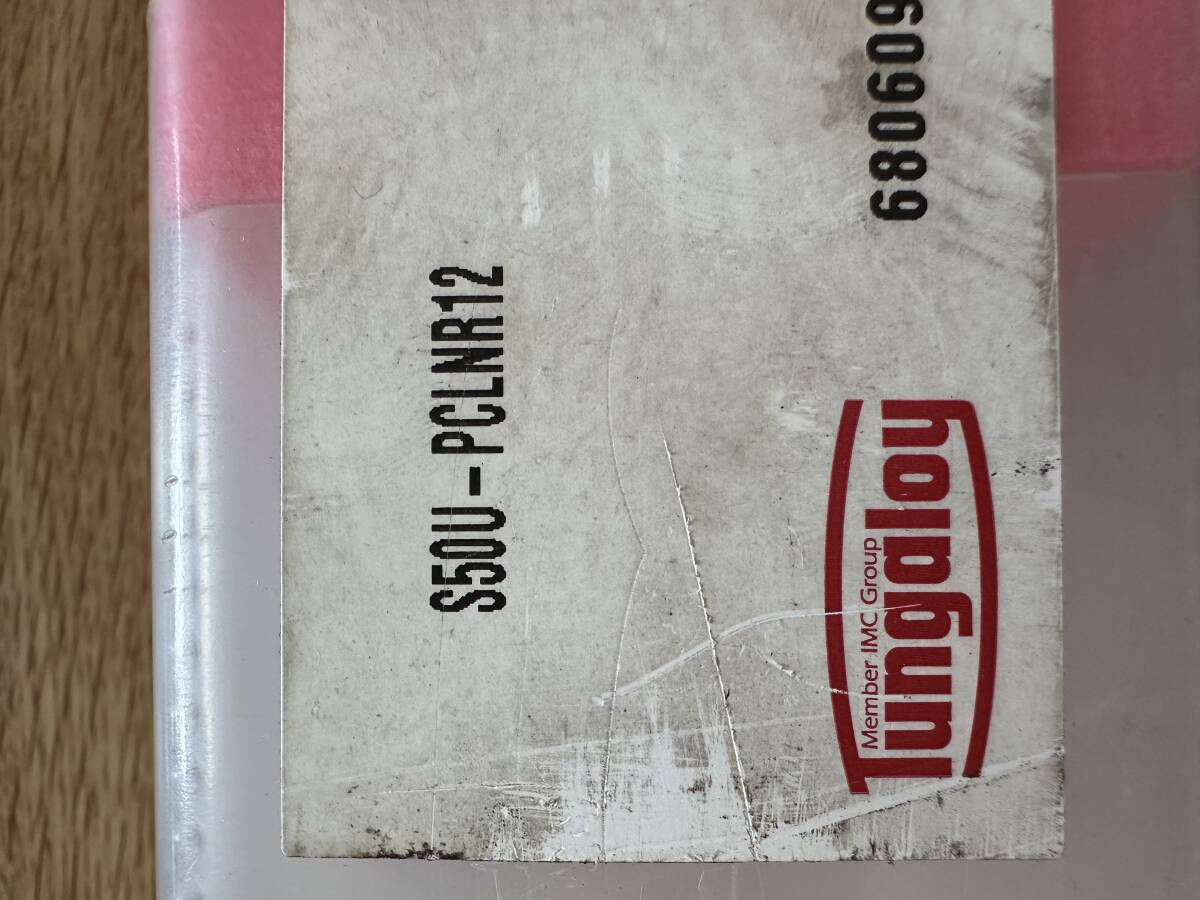 S50U-PCLNR12
Member IMC Group
Tungaloy
680609